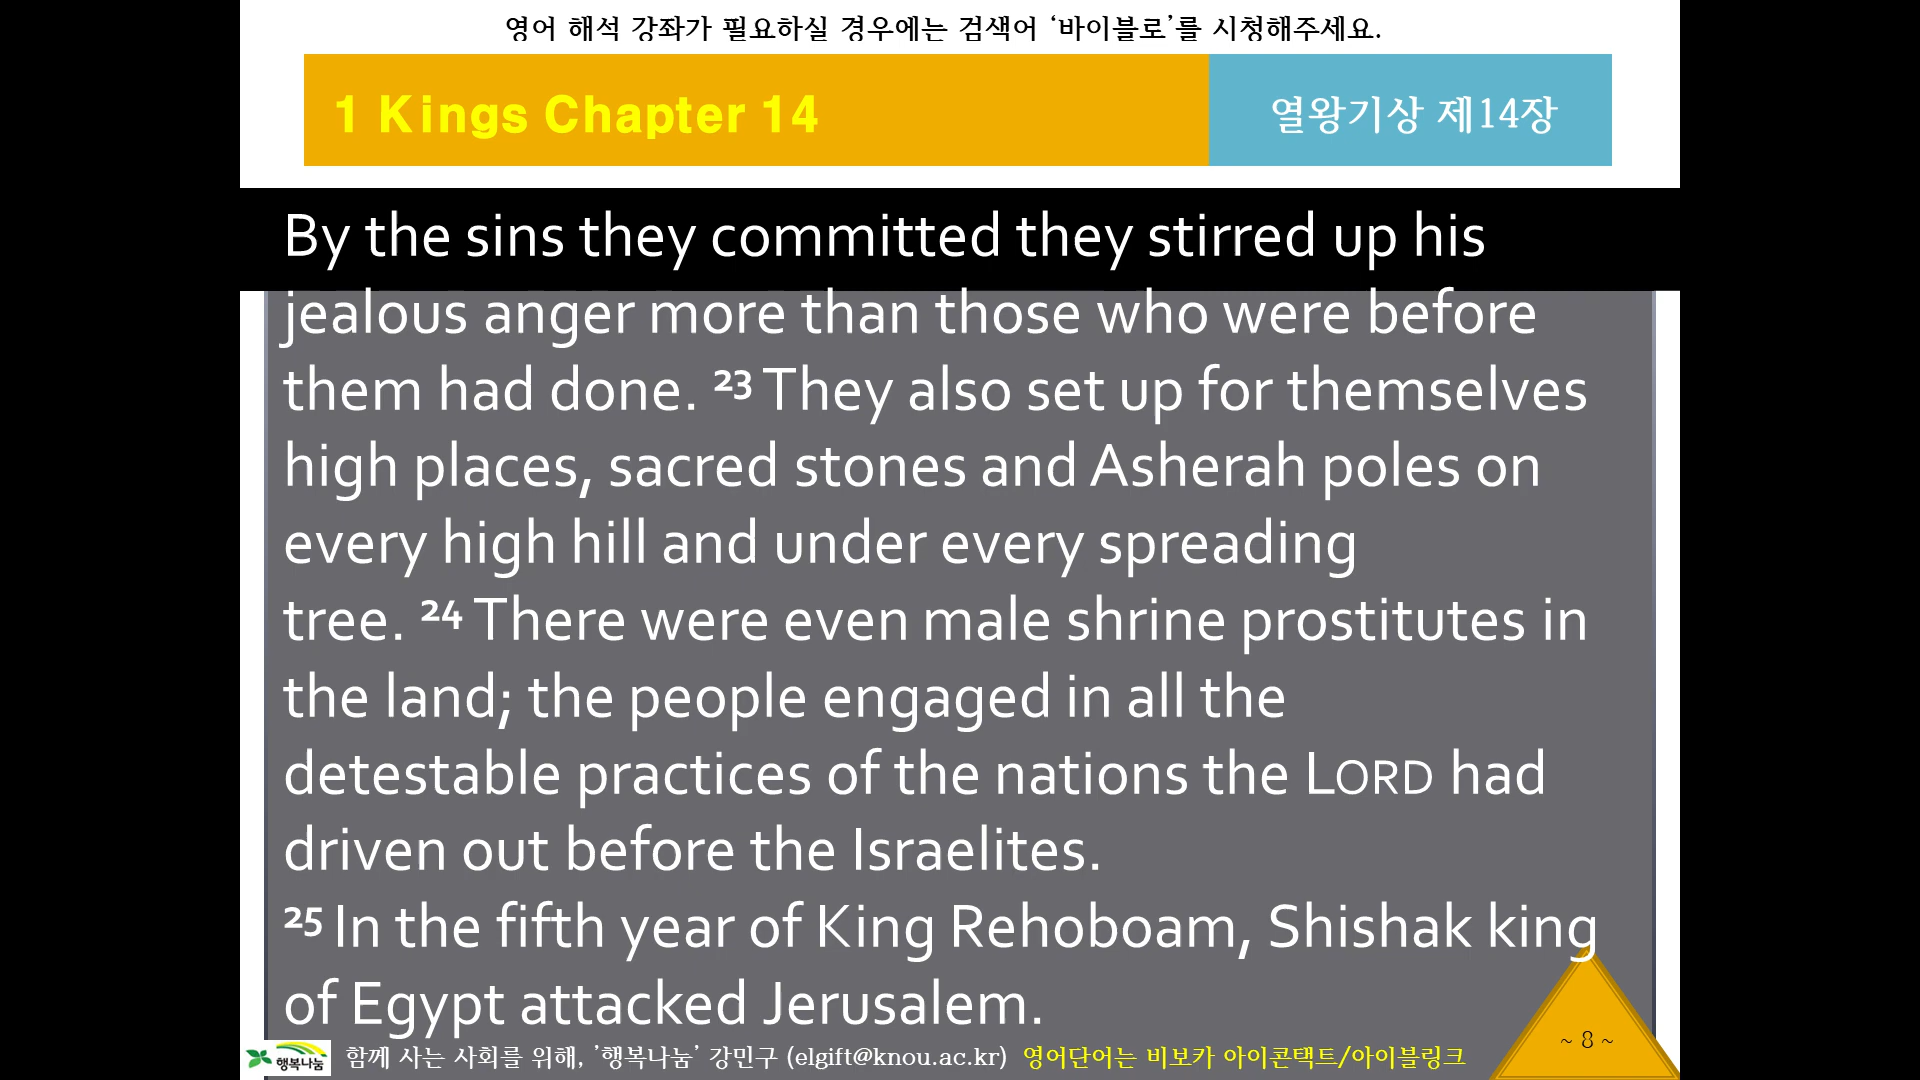 영어 해석 강좌가 필요하실 경우에는 검색어 ‘바이블로’를 시청해주세요.
1 Kings Chapter 14
열왕기상 제14장
By the sins they committed they stirred up his
jealous anger more than those who were before
them had done. 23 They also set up for themselves
high places, sacred stones and Asherah poles on
every high hill and under every spreading
tree. 24 There were even male shrine prostitutes in
the land; the people engaged in all the
detestable practices of the nations the LORD had
driven out before the Israelites.
25 In the fifth year of King Rehoboam, Shishak king
of Egypt attacked Jerusalem.
~ 8 ~
행복나눔 함께 사는 사회를 위해, ’행복나눔’ 강민구 (elgift@knou.ac.kr) 영어단어는 비보카 아이콘택트/아이블링크